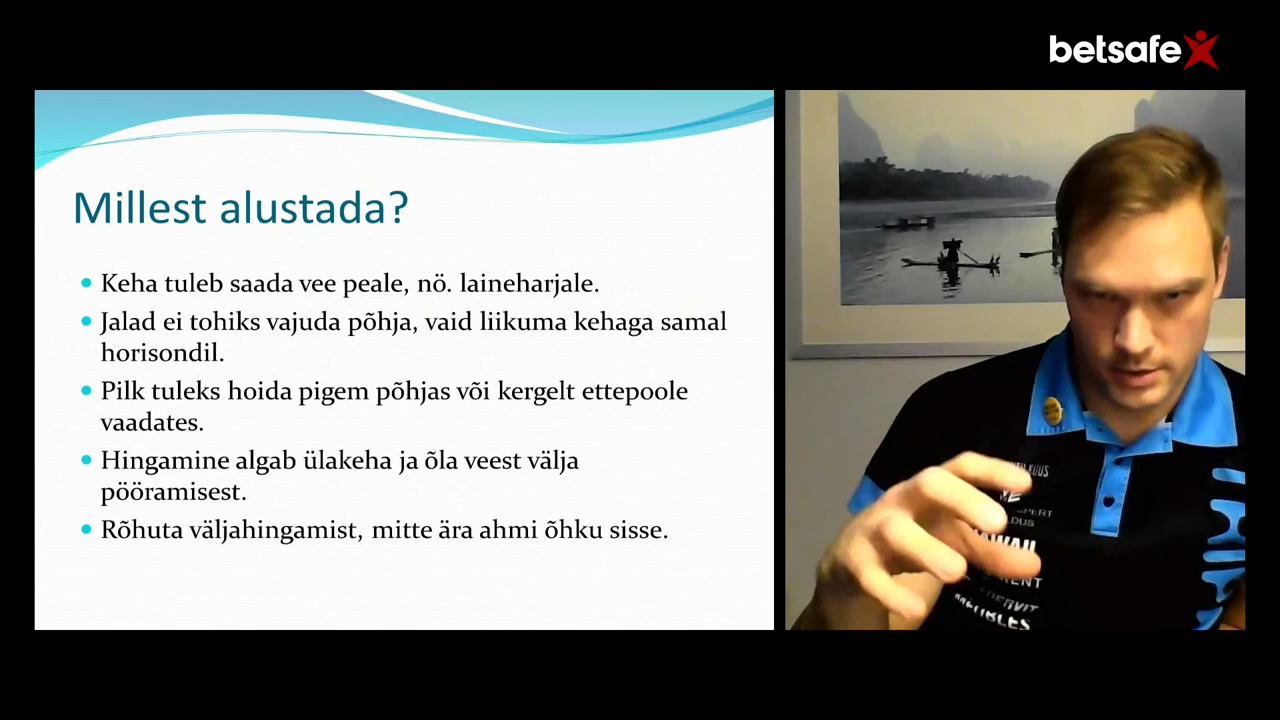 betsafe
Millest alustada?
Keha tuleb saada vee peale, nö. laineharjale.
Jalad ei tohiks vajuda põhja, vaid liikuma kehaga samal
horisondil.
Pilk tuleks hoida pigem põhjas või kergelt ettepoole
vaadates.
Hingamine algab ülakeha ja õla veest välja
pööramisest.
Rõhuta väljahingamist, mitte ära ahmi õhku sisse.